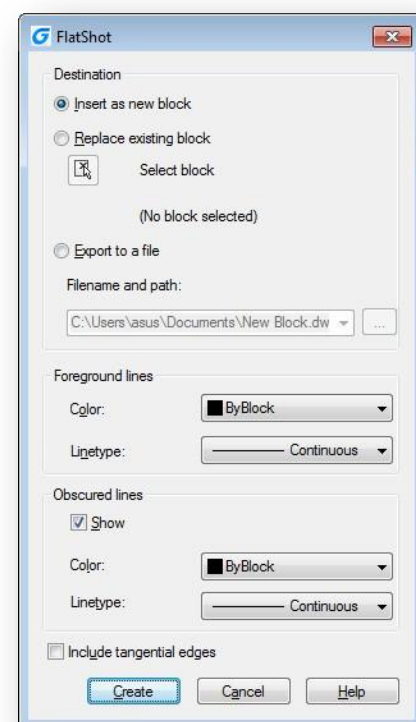 FlatShot
Destination
Insert as new block
Replace existing block
Select block
(No block selected)
Export to a file
Filename and path:
C:\Users\asus\Documents\New Block.dw
...
Foreground lines
Color: ByBlock
Linetype: Continuous
Obscured lines
Show
Color: ByBlock
Linetype: Continuous
Include tangential edges
Create Cancel Help